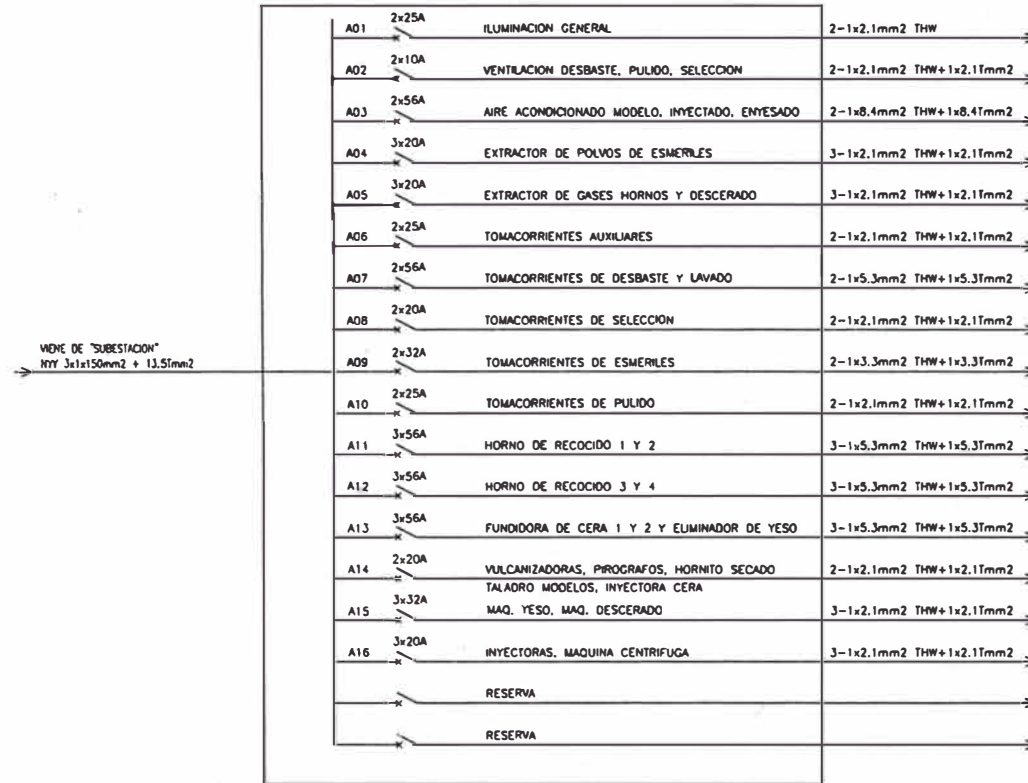 A01 2x25A ILUMINACION GENERAL 2-1x2.1mm2 THW
A02 2x10A VENTILACION DESBASTE, PULIDO, SELECCION 2-1x2.1mm2 THW+1x2.1Tmm2
A03 2x56A AIRE ACONDICIONADO MODELO, INYECTADO, ENYESADO 2-1x8.4mm2 THW+1x8.4Tmm2
A04 3x20A EXTRACTOR DE POLVOS DE ESMERILES 3-1x2.1mm2 THW+1x2.1Tmm2
A05 3x20A EXTRACTOR DE GASES HORNOS Y DESCERADO 3-1x2.1mm2 THW+1x2.1Tmm2
A06 2x25A TOMACORRIENTES AUXILIARES 2-1x2.1mm2 THW+1x2.1Tmm2
A07 2x56A TOMACORRIENTES DE DESBASTE Y LAVADO 2-1x5.3mm2 THW+1x5.3Tmm2
A08 2x20A TOMACORRIENTES DE SELECCION 2-1x2.1mm2 THW+1x2.1Tmm2
VIENE DE "SUBESTACION"
NYY 3x1x150mm2 + 13.5Tmm2
A09 2x32A TOMACORRIENTES DE ESMERILES 2-1x3.3mm2 THW+1x3.3Tmm2
A10 2x25A TOMACORRIENTES DE PULIDO 2-1x2.1mm2 THW+1x2.1Tmm2
A11 3x56A HORNO DE RECOCIDO 1 Y 2 3-1x5.3mm2 THW+1x5.3Tmm2
A12 3x56A HORNO DE RECOCIDO 3 Y 4 3-1x5.3mm2 THW+1x5.3Tmm2
A13 3x56A FUNDIDORA DE CERA 1 Y 2 Y ELIMINADOR DE YESO 3-1x5.3mm2 THW+1x5.3Tmm2
A14 2x20A VULCANIZADORAS, PIROGRAFOS, HORNITO SECADO 2-1x2.1mm2 THW+1x2.1Tmm2
TALADRO MODELOS, INYECTORA CERA
A15 3x32A MAQ. YESO, MAQ. DESCERADO 3-1x2.1mm2 THW+1x2.1Tmm2
A16 3x20A INYECTORAS, MAQUINA CENTRIFUGA 3-1x2.1mm2 THW+1x2.1Tmm2
RESERVA
RESERVA